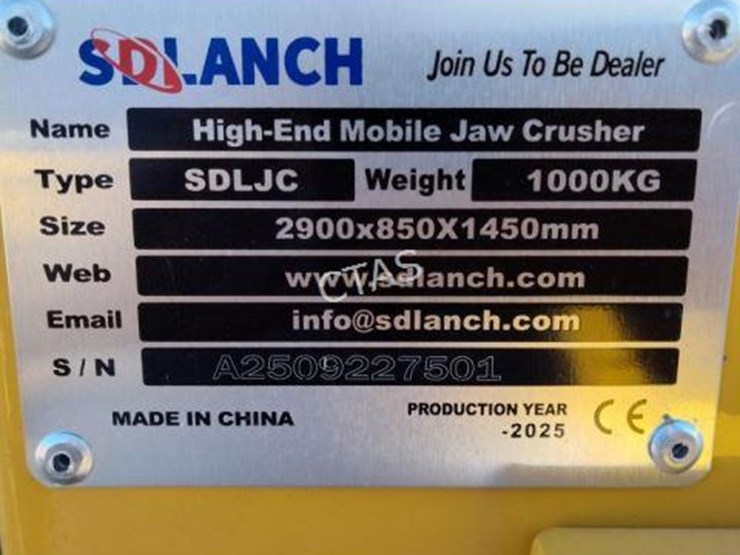 SDLANCH Join Us To Be Dealer
Name High-End Mobile Jaw Crusher
Type SDLJC Weight 1000KG
Size 2900x850X1450mm
Web www.sdlanch.com
CTAS
Email info@sdlanch.com
S/N A2509227501
MADE IN CHINA PRODUCTION YEAR CE
-2025